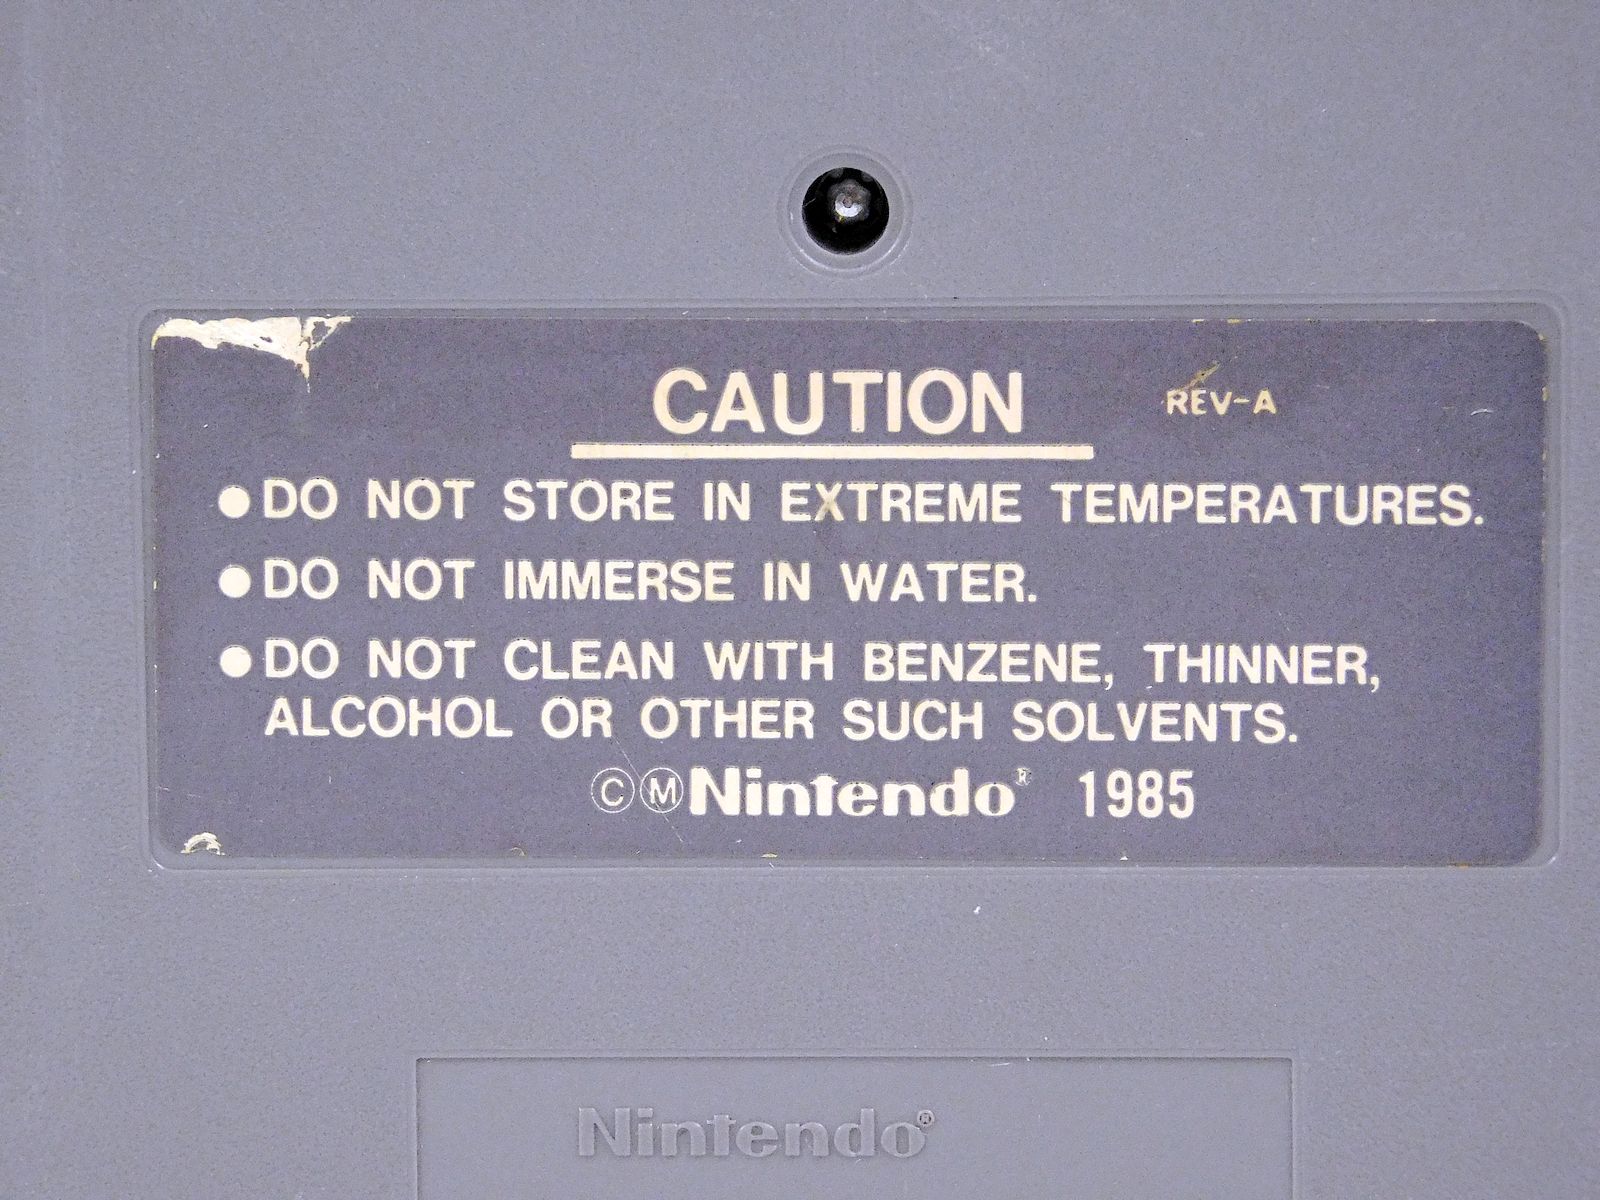 CAUTION REV-A
●DO NOT STORE IN EXTREME TEMPERATURES.
●DO NOT IMMERSE IN WATER.
●DO NOT CLEAN WITH BENZENE, THINNER,
ALCOHOL OR OTHER SUCH SOLVENTS.
ⒸⓂNintendo® 1985
Nintendo®